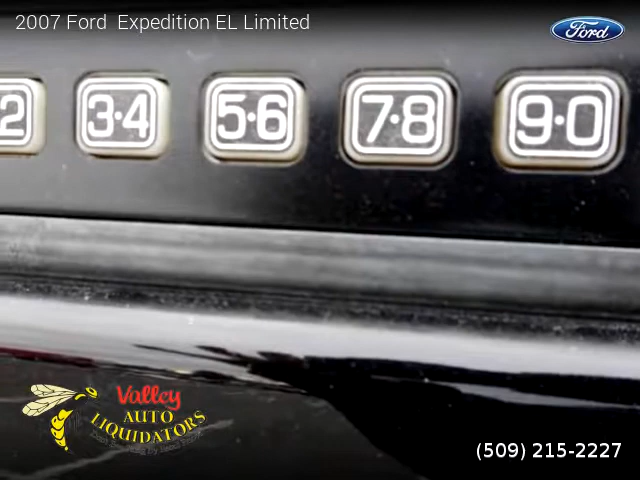 2007 Ford Expedition EL Limited
Ford
2 3·4 5·6 7·8 9·0
Valley
AUTO
LIQUIDATORS
(509) 215-2227